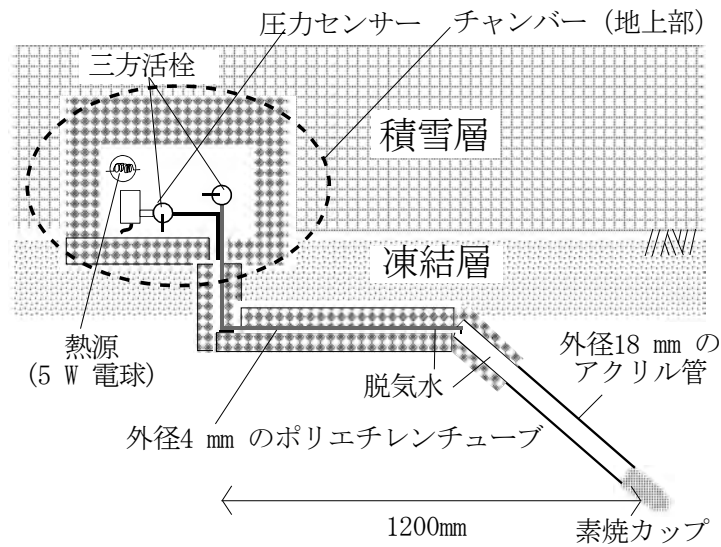 圧力センサー
チャンバー (地上部)
三方活栓
積雪層
凍結層
熱源
(5 W 電球)
外径18 mm の
アクリル管
脱気水
外径4 mm のポリエチレンチューブ
1200mm
素焼カップ